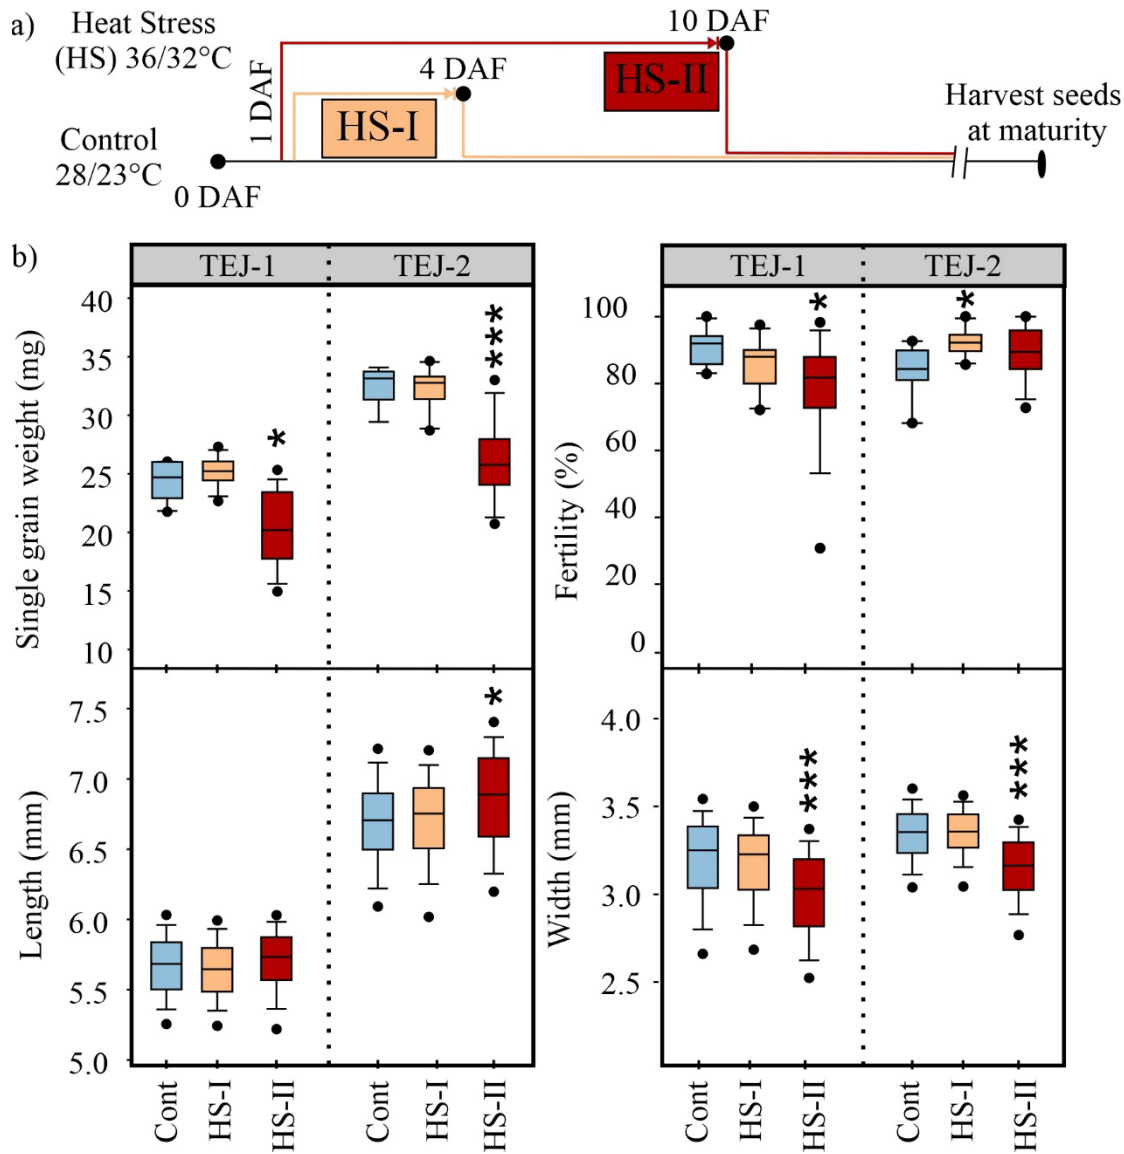 a)
Heat Stress
(HS) 36/32°C
10 DAF
1 DAF
4 DAF
HS-II
HS-I
Control
28/23°C
0 DAF
Harvest seeds
at maturity
b)
TEJ-1
TEJ-2
Single grain weight (mg)
40
35
30
25
20
15
10
*
***
TEJ-1
TEJ-2
Fertility (%)
100
80
60
40
20
0
*
*
Length (mm)
7.5
7.0
6.5
6.0
5.5
5.0
*
Cont
HS-I
HS-II
Cont
HS-I
HS-II
Width (mm)
4.0
3.5
3.0
2.5
***
***
Cont
HS-I
HS-II
Cont
HS-I
HS-II